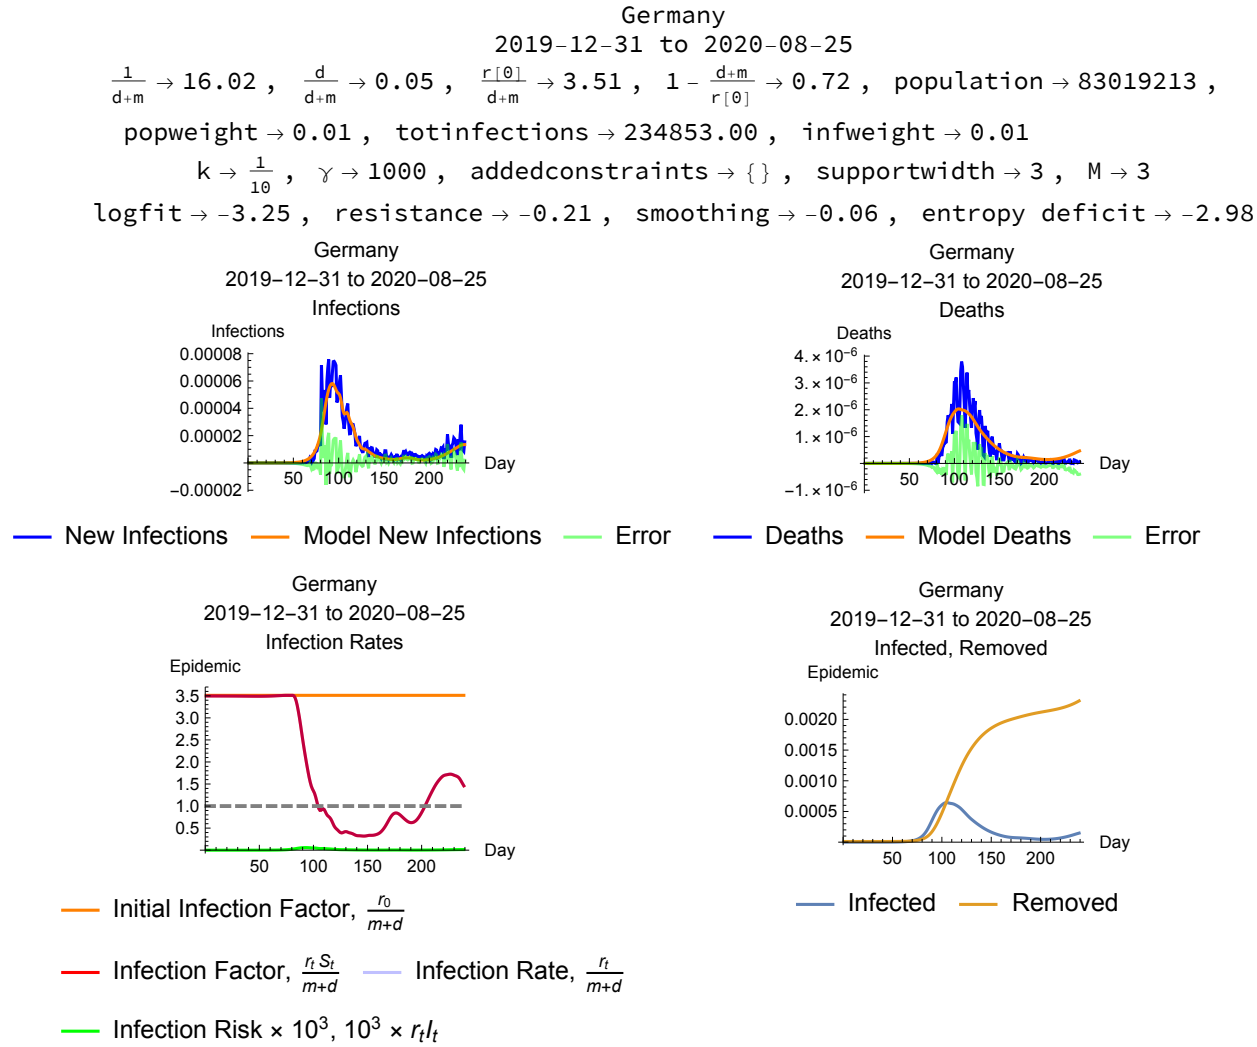 Germany
2019-12-31 to 2020-08-25
1/(d+m) → 16.02 , d/(d+m) → 0.05 , r[0]/(d+m) → 3.51 , 1 - (d+m)/r[0] → 0.72 , population → 83019213 ,
popweight → 0.01 , totinfections → 234853.00 , infweight → 0.01
k → 1/10 , γ → 1000 , addedconstraints → {} , supportwidth → 3 , M → 3
logfit → -3.25 , resistance → -0.21 , smoothing → -0.06 , entropy deficit → -2.98
Germany
2019-12-31 to 2020-08-25
Infections
Infections
0.00008
0.00006
0.00004
0.00002
-0.00002
50 100 150 200
Day
New Infections Model New Infections Error
Germany
2019-12-31 to 2020-08-25
Deaths
Deaths
4. × 10^-6
3. × 10^-6
2. × 10^-6
1. × 10^-6
-1. × 10^-6
50 100 150 200
Day
Deaths Model Deaths Error
Germany
2019-12-31 to 2020-08-25
Infection Rates
Epidemic
3.5
3.0
2.5
2.0
1.5
1.0
0.5
50 100 150 200
Day
Initial Infection Factor, r_0/(m+d)
Infection Factor, r_t S_t/(m+d) Infection Rate, r_t/(m+d)
Infection Risk × 10^3, 10^3 × r_t I_t
Germany
2019-12-31 to 2020-08-25
Infected, Removed
Epidemic
0.0020
0.0015
0.0010
0.0005
50 100 150 200
Day
Infected Removed